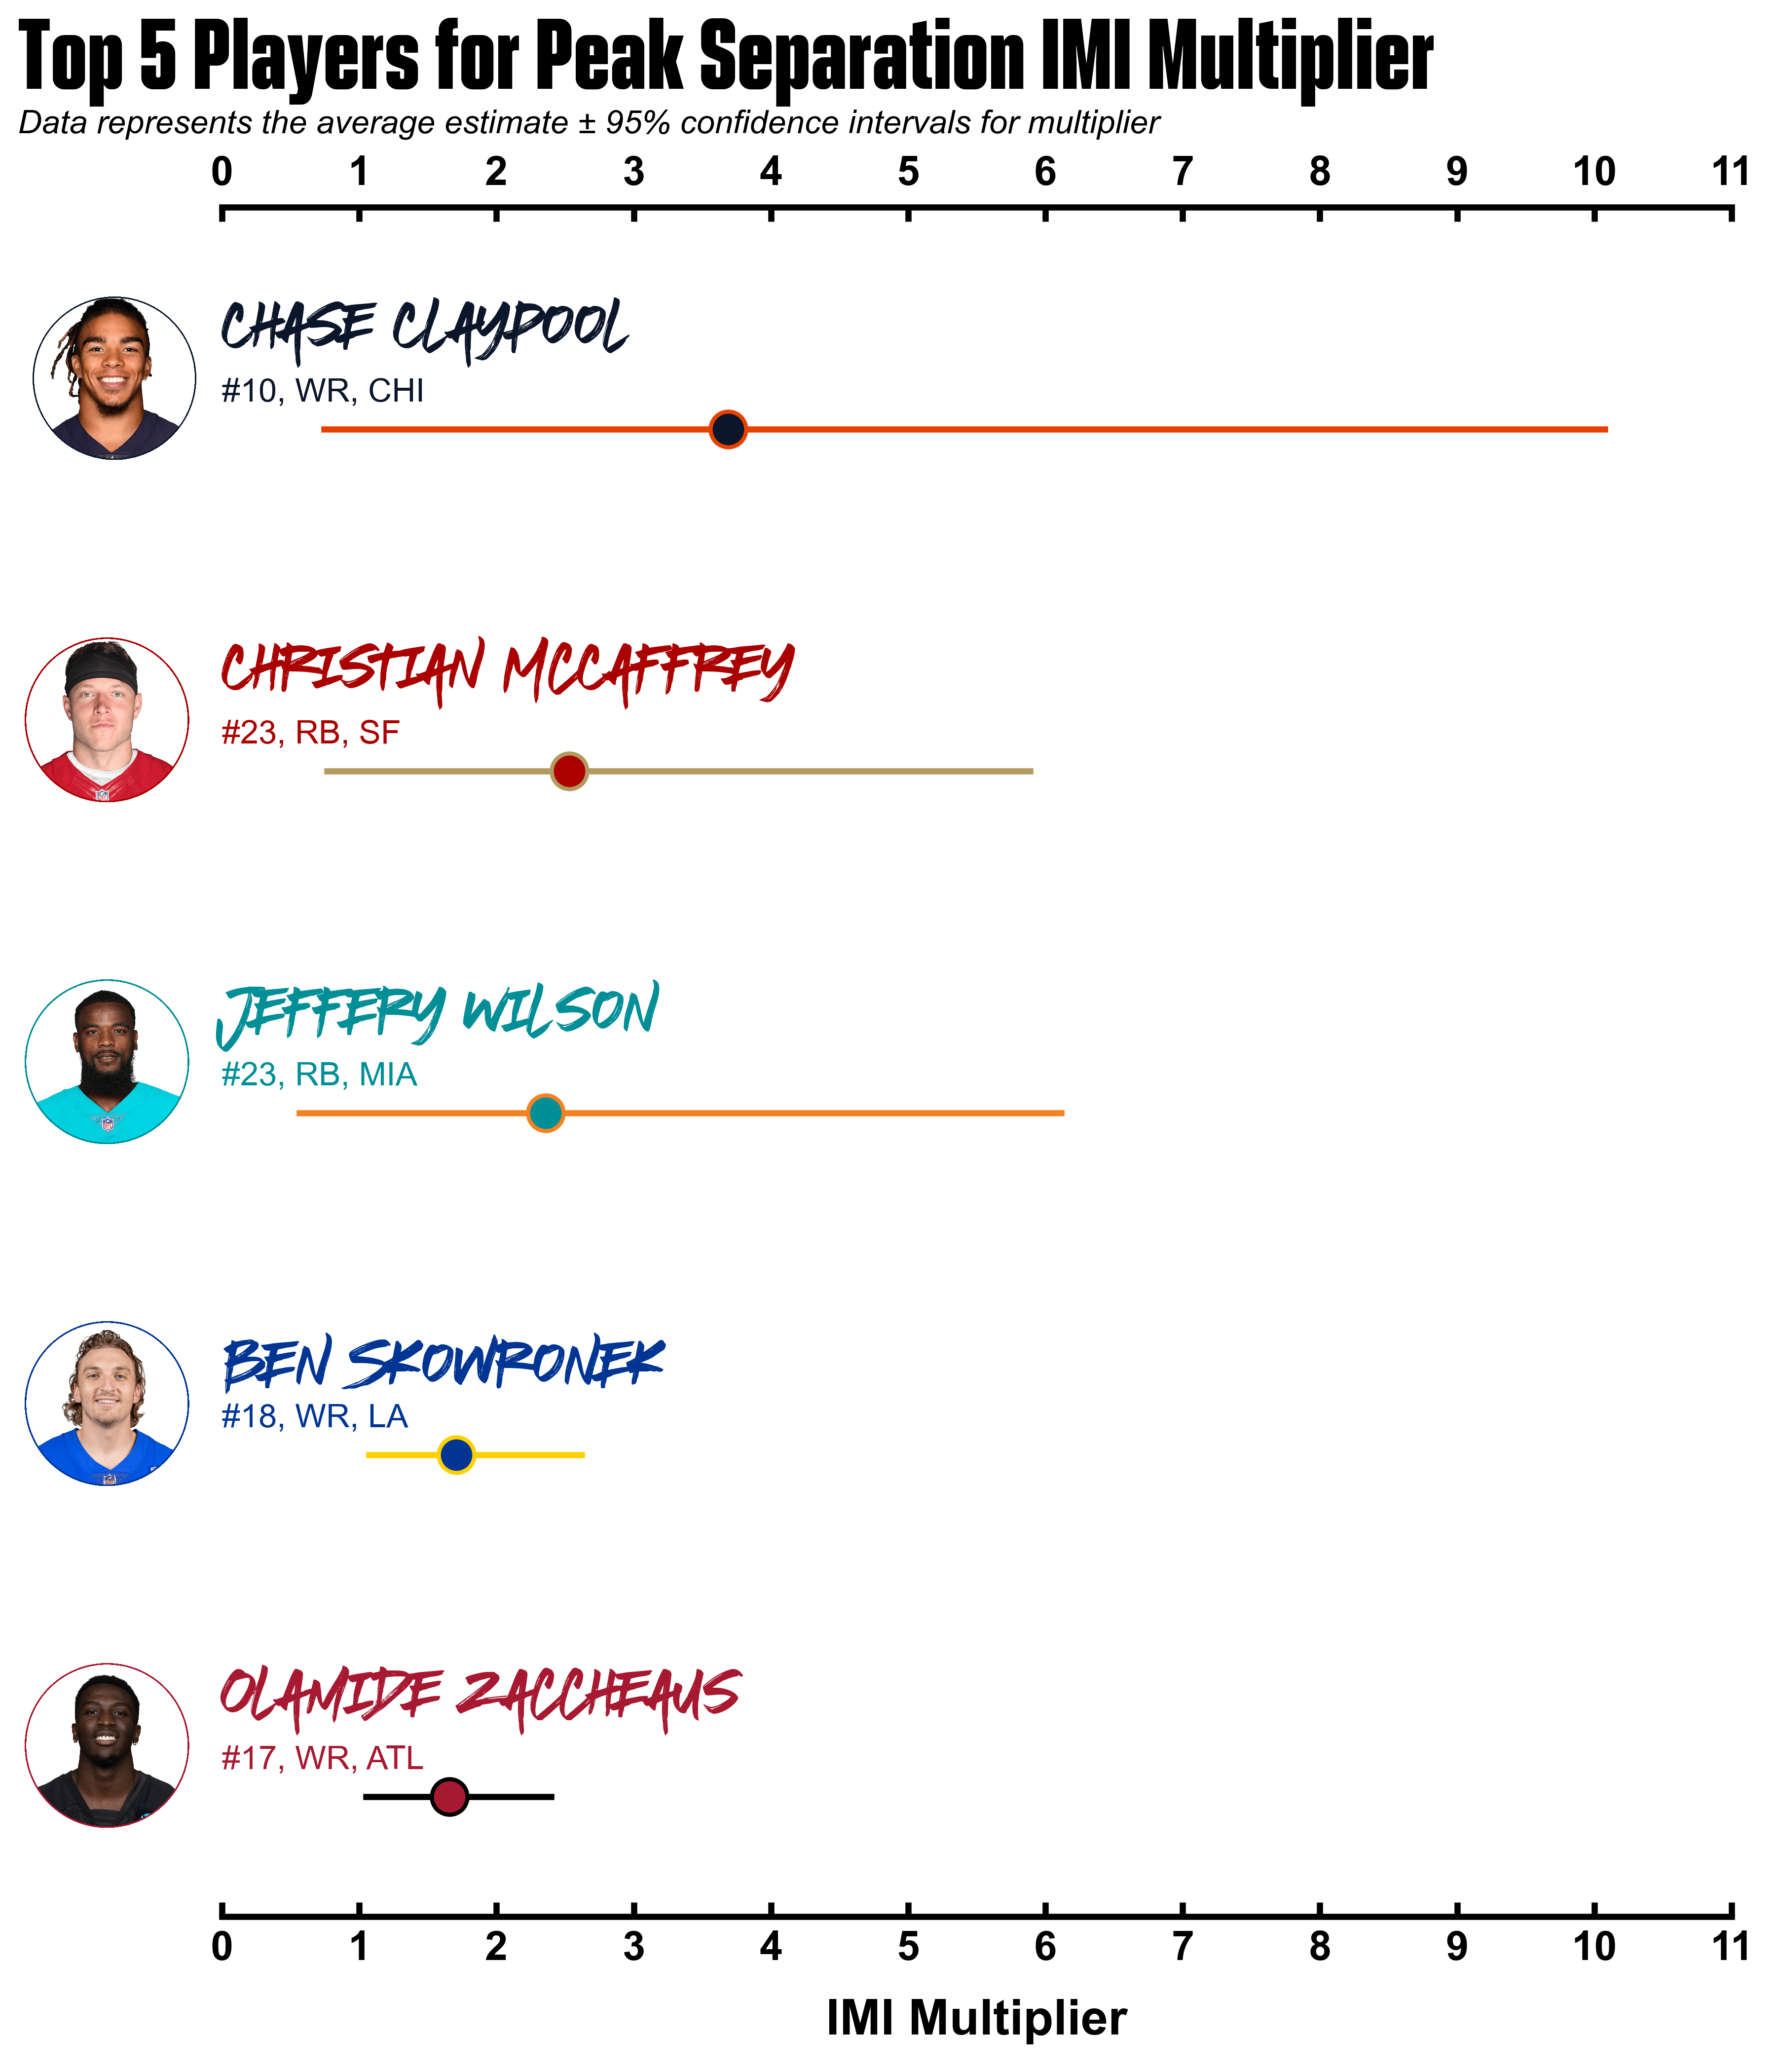 Top 5 Players for Peak Separation IMI Multiplier
Data represents the average estimate ± 95% confidence intervals for multiplier
0 1 2 3 4 5 6 7 8 9 10 11
CHASE CLAYPOOL
#10, WR, CHI
CHRISTIAN MCCAFFREY
#23, RB, SF
JEFFERY WILSON
#23, RB, MIA
BEN SKOWRONEK
#18, WR, LA
OLAMIDE ZACCHEAUS
#17, WR, ATL
0 1 2 3 4 5 6 7 8 9 10 11
IMI Multiplier